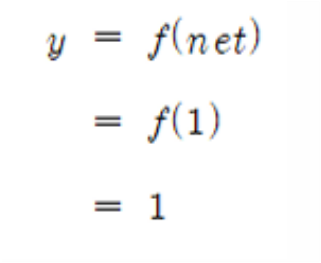 y = f(net)
= f(1)
= 1